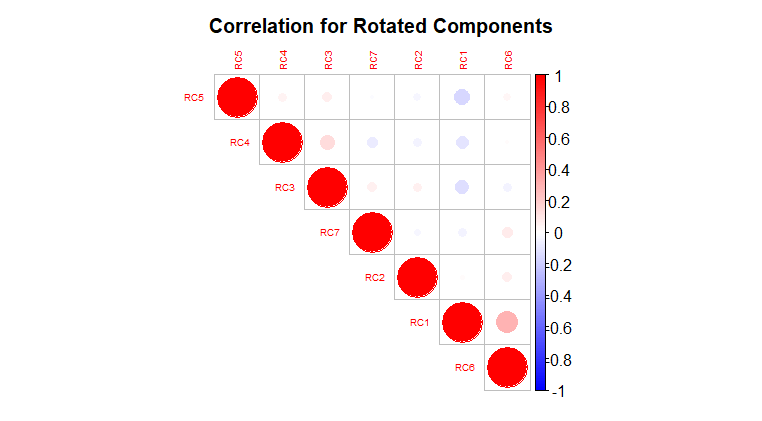 Correlation for Rotated Components
RC5 RC4 RC3 RC7 RC2 RC1 RC6
RC5
RC4
RC3
RC7
RC2
RC1
RC6
1
0.8
0.6
0.4
0.2
0
-0.2
-0.4
-0.6
-0.8
-1